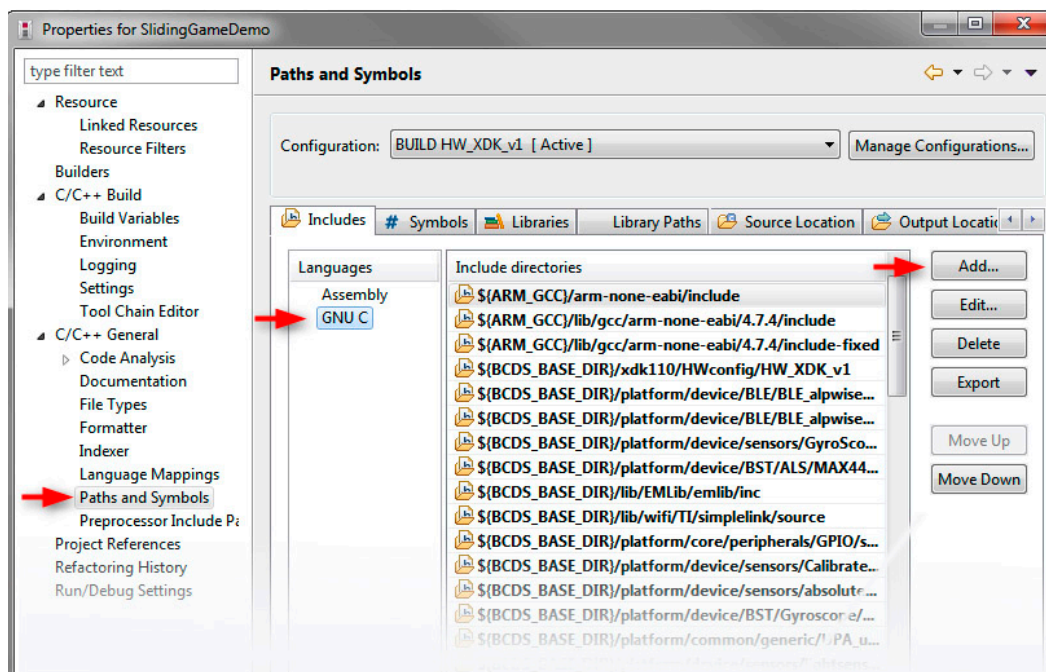 Properties for SlidingGameDemo
type filter text
Resource
Linked Resources
Resource Filters
Builders
C/C++ Build
Build Variables
Environment
Logging
Settings
Tool Chain Editor
C/C++ General
Code Analysis
Documentation
File Types
Formatter
Indexer
Language Mappings
Paths and Symbols
Preprocessor Include Pa
Project References
Refactoring History
Run/Debug Settings
Paths and Symbols
Configuration: BUILD HW_XDK_v1 [ Active ] Manage Configurations...
Includes # Symbols Libraries Library Paths Source Location Output Locatic
Languages
Assembly
GNU C
Include directories
${ARM_GCC}/arm-none-eabi/include
${ARM_GCC}/lib/gcc/arm-none-eabi/4.7.4/include
${ARM_GCC}/lib/gcc/arm-none-eabi/4.7.4/include-fixed
${BCDS_BASE_DIR}/xdk110/HWconfig/HW_XDK_v1
${BCDS_BASE_DIR}/platform/device/BLE/BLE_alpwise...
${BCDS_BASE_DIR}/platform/device/BLE/BLE_alpwise...
${BCDS_BASE_DIR}/platform/device/sensors/GyroSco...
${BCDS_BASE_DIR}/platform/device/BST/ALS/MAX44...
${BCDS_BASE_DIR}/lib/EMLib/emlib/inc
${BCDS_BASE_DIR}/lib/wifi/TI/simplelink/source
${BCDS_BASE_DIR}/platform/core/peripherals/GPIO/s...
${BCDS_BASE_DIR}/platform/device/sensors/Calibrate...
${BCDS_BASE_DIR}/platform/device/sensors/absolute...
${BCDS_BASE_DIR}/platform/device/BST/Gyroscope/...
${BCDS_BASE_DIR}/platform/common/generic/UPA_u...
Add...
Edit...
Delete
Export
Move Up
Move Down